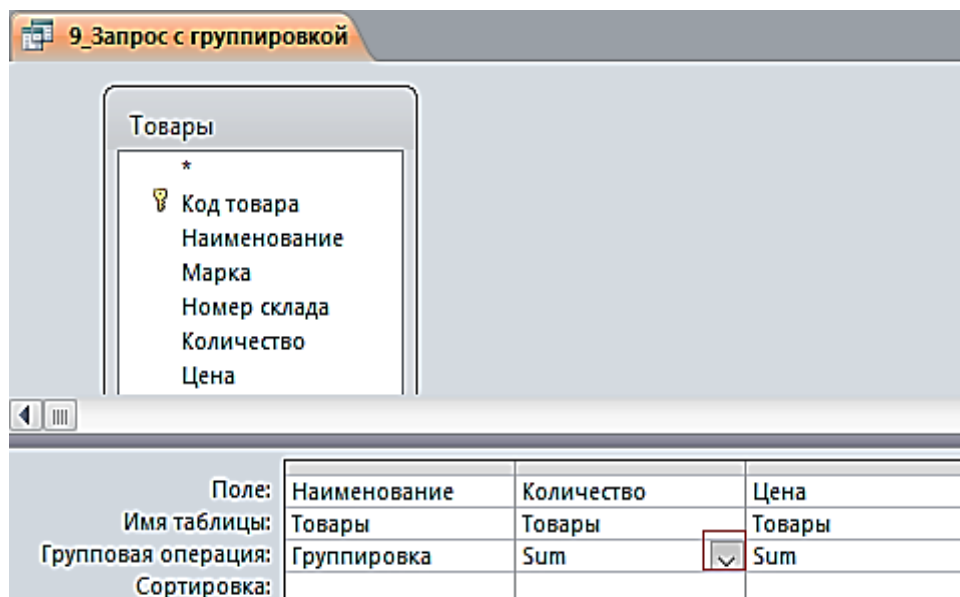 9_Запрос с группировкой
Товары
*
Код товара
Наименование
Марка
Номер склада
Количество
Цена
Поле: Наименование Количество Цена
Имя таблицы: Товары Товары Товары
Групповая операция: Группировка Sum Sum
Сортировка: